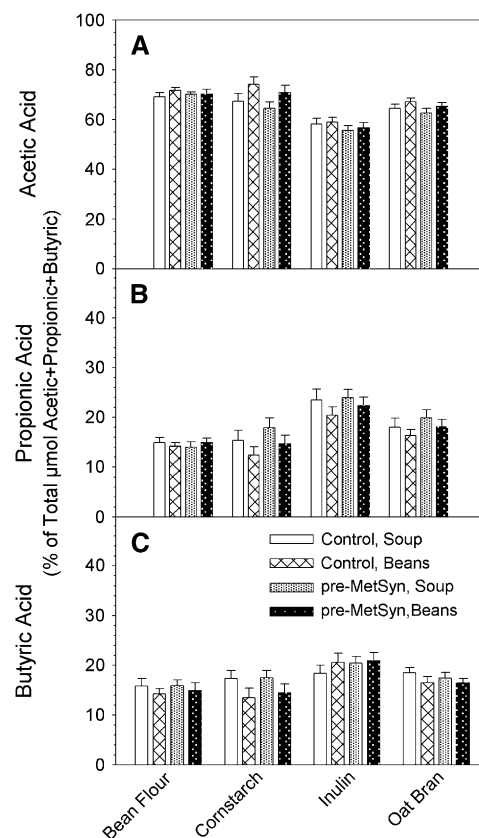 100
A
80
60
40
20
0
Acetic Acid
B
40
30
20
10
0
Propionic Acid
(% of Total µmol Acetic+Propionic+Butyric)
C
Control, Soup
Control, Beans
pre-MetSyn, Soup
pre-MetSyn,Beans
40
30
20
10
0
Butyric Acid
Bean Flour
Cornstarch
Inulin
Oat Bran